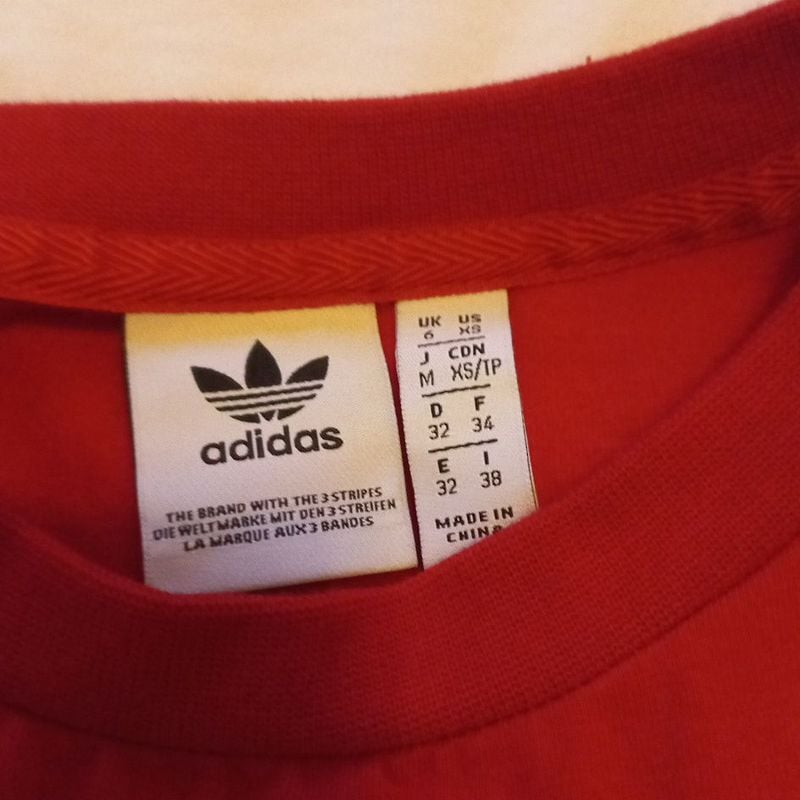 adidas
THE BRAND WITH THE 3 STRIPES
DIE WELTMARKE MIT DEN 3 STREIFEN
LA MARQUE AUX 3 BANDES
UK US
6 XS
J CDN
M XS/TP
D F
32 34
E I
32 38
MADE IN
CHINA